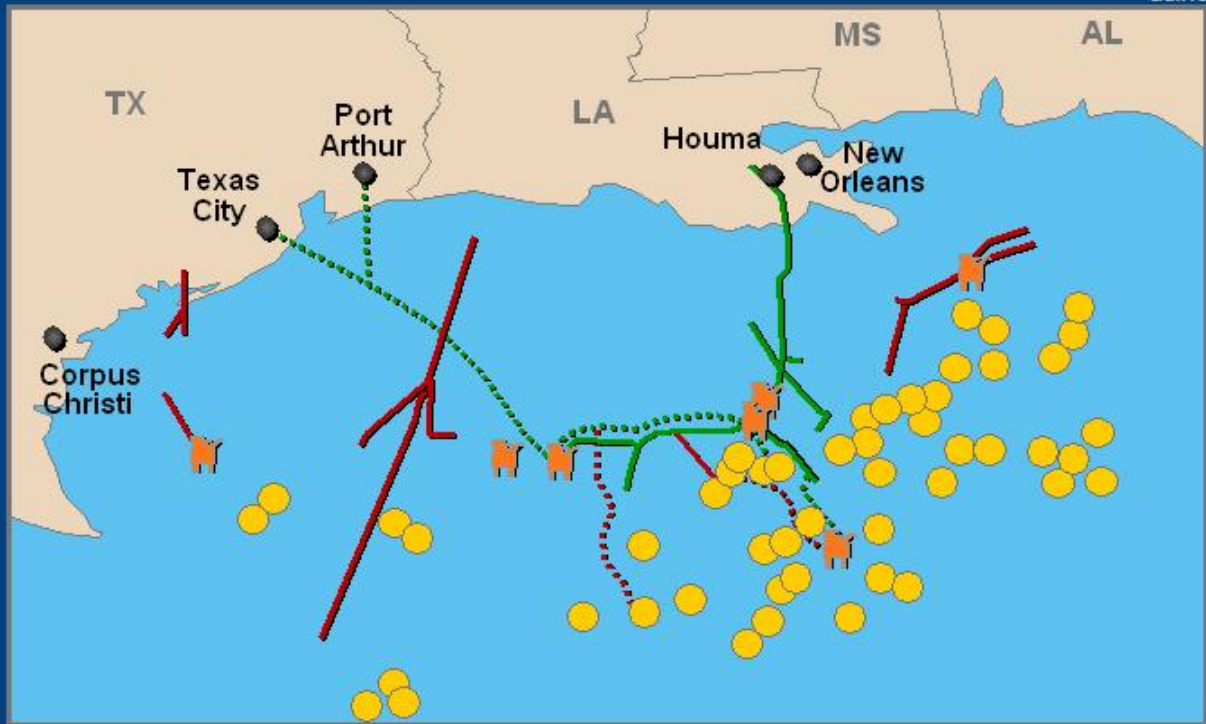 MS
AL
TX
Port
Arthur
LA
Houma
New
Orleans
Texas
City
Corpus
Christi